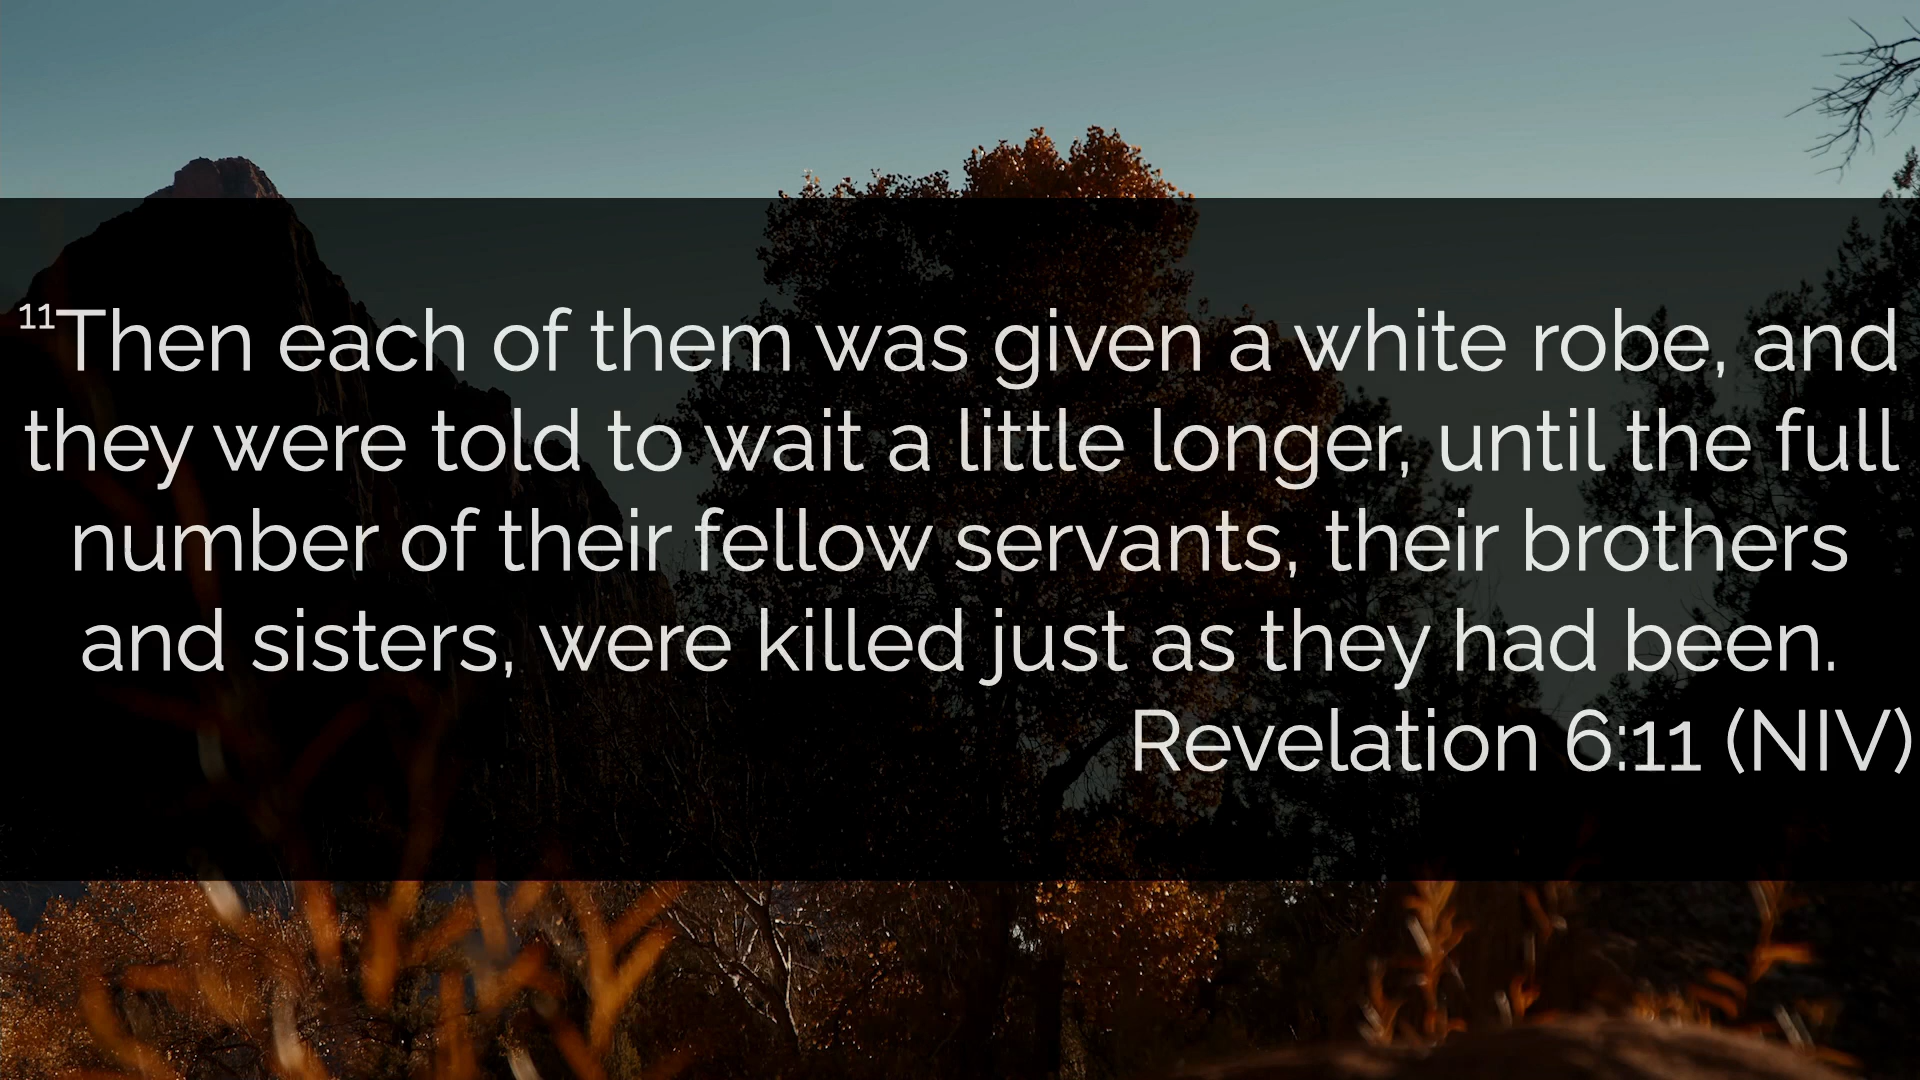 ¹¹Then each of them was given a white robe, and
they were told to wait a little longer, until the full
number of their fellow servants, their brothers
and sisters, were killed just as they had been.
Revelation 6:11 (NIV)